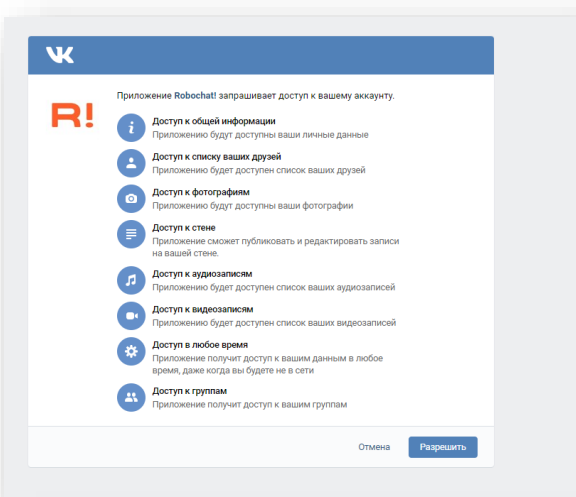 VK
R!
Приложение Robochat! запрашивает доступ к вашему аккаунту.
Доступ к общей информации
Приложению будут доступны ваши личные данные
Доступ к списку ваших друзей
Приложению будет доступен список ваших друзей
Доступ к фотографиям
Приложению будут доступны ваши фотографии
Доступ к стене
Приложение сможет публиковать и редактировать записи
на вашей стене.
Доступ к аудиозаписям
Приложению будет доступен список ваших аудиозаписей
Доступ к видеозаписям
Приложению будет доступен список ваших видеозаписей
Доступ в любое время
Приложение получит доступ к вашим данным в любое
время, даже когда вы будете не в сети
Доступ к группам
Приложение получит доступ к вашим группам
Отмена
Разрешить